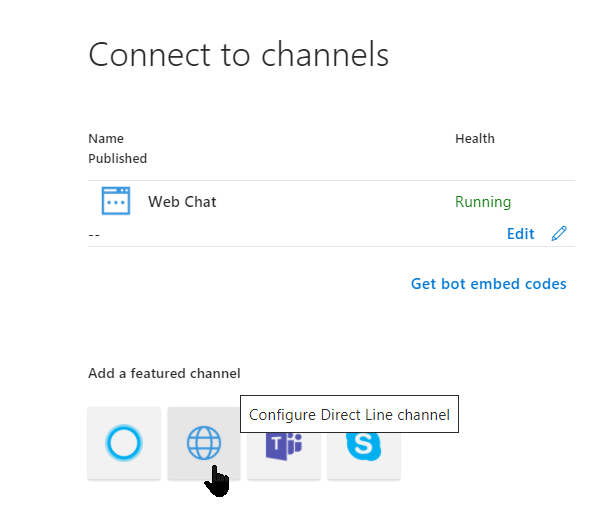 Connect to channels
Name Health
Published
Web Chat Running
-- Edit
Get bot embed codes
Add a featured channel
Configure Direct Line channel